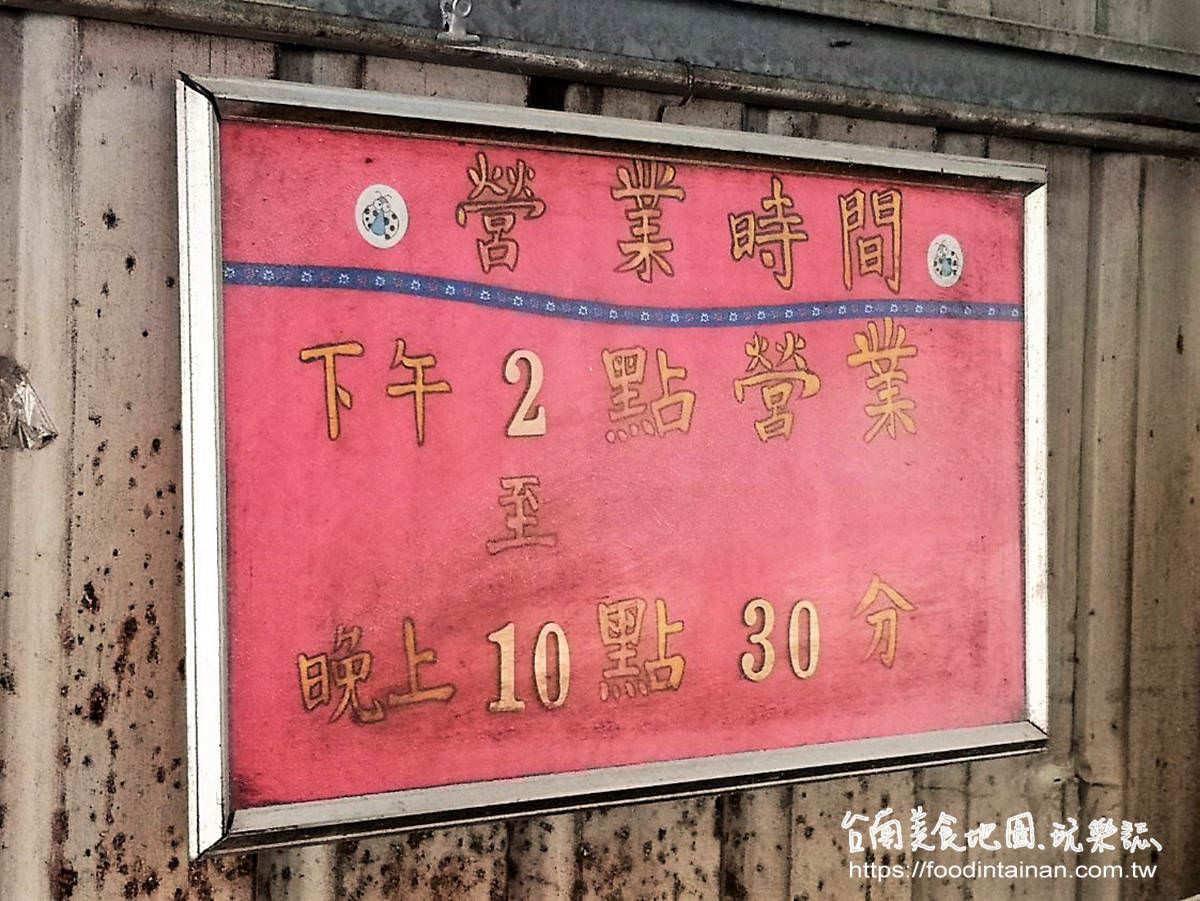 營業時間
下午2點營業
至
晚上10點30分
台南美食地圖.玩樂誌
https://foodintainan.com.tw